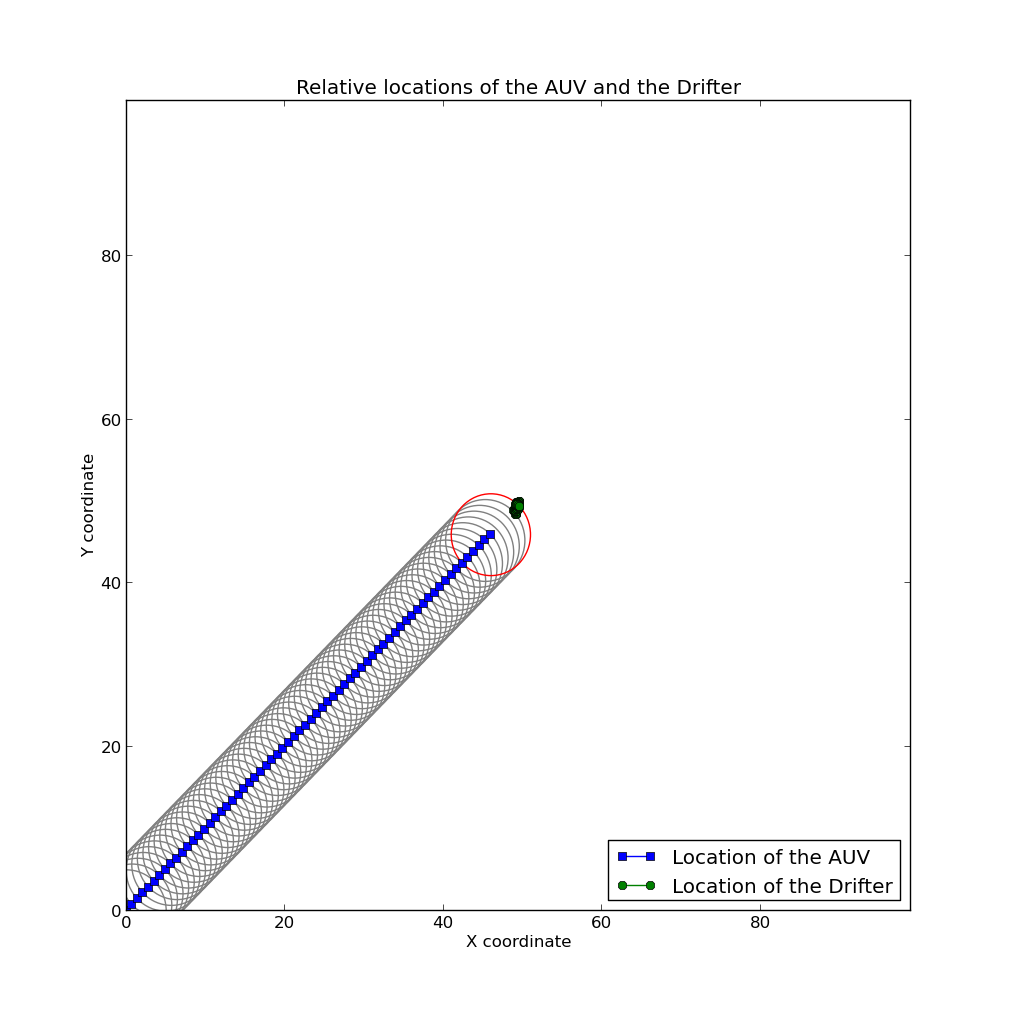 Relative locations of the AUV and the Drifter
80
60
40
20
0
0 20 40 60 80
X coordinate
Y coordinate
Location of the AUV
Location of the Drifter